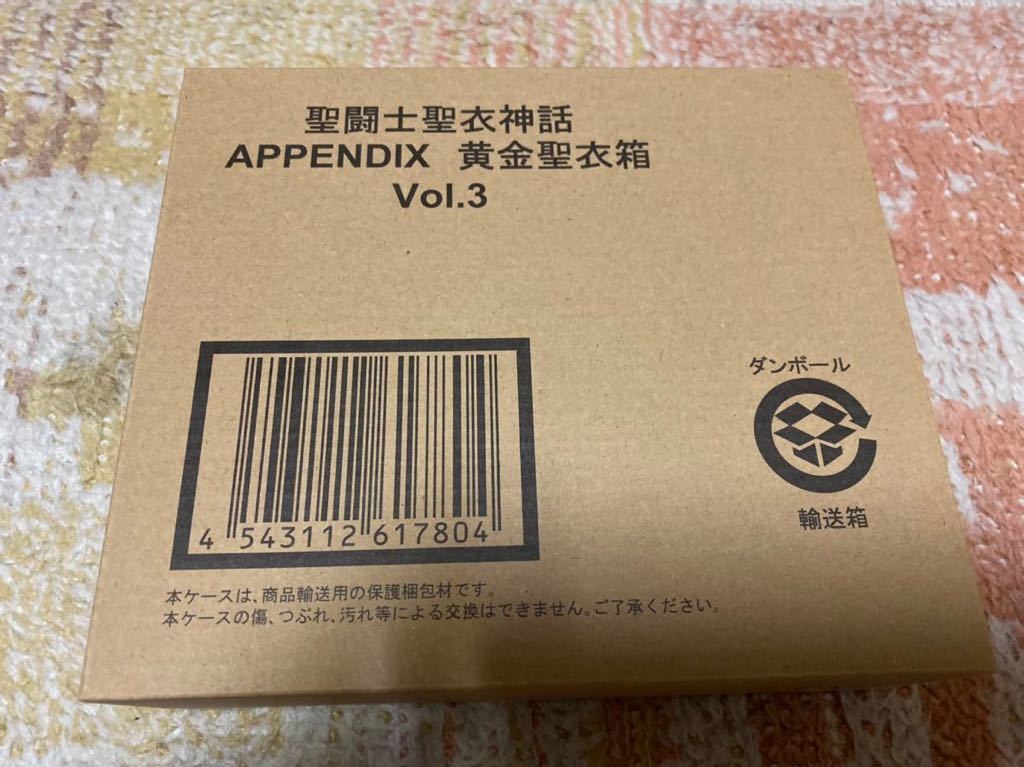 聖闘士聖衣神話
APPENDIX 黄金聖衣箱
Vol.3
ダンボール
輸送箱
4 543112 617804
本ケースは、商品輸送用の保護梱包材です。
本ケースの傷、つぶれ、汚れ等による交換はできません。ご了承ください。